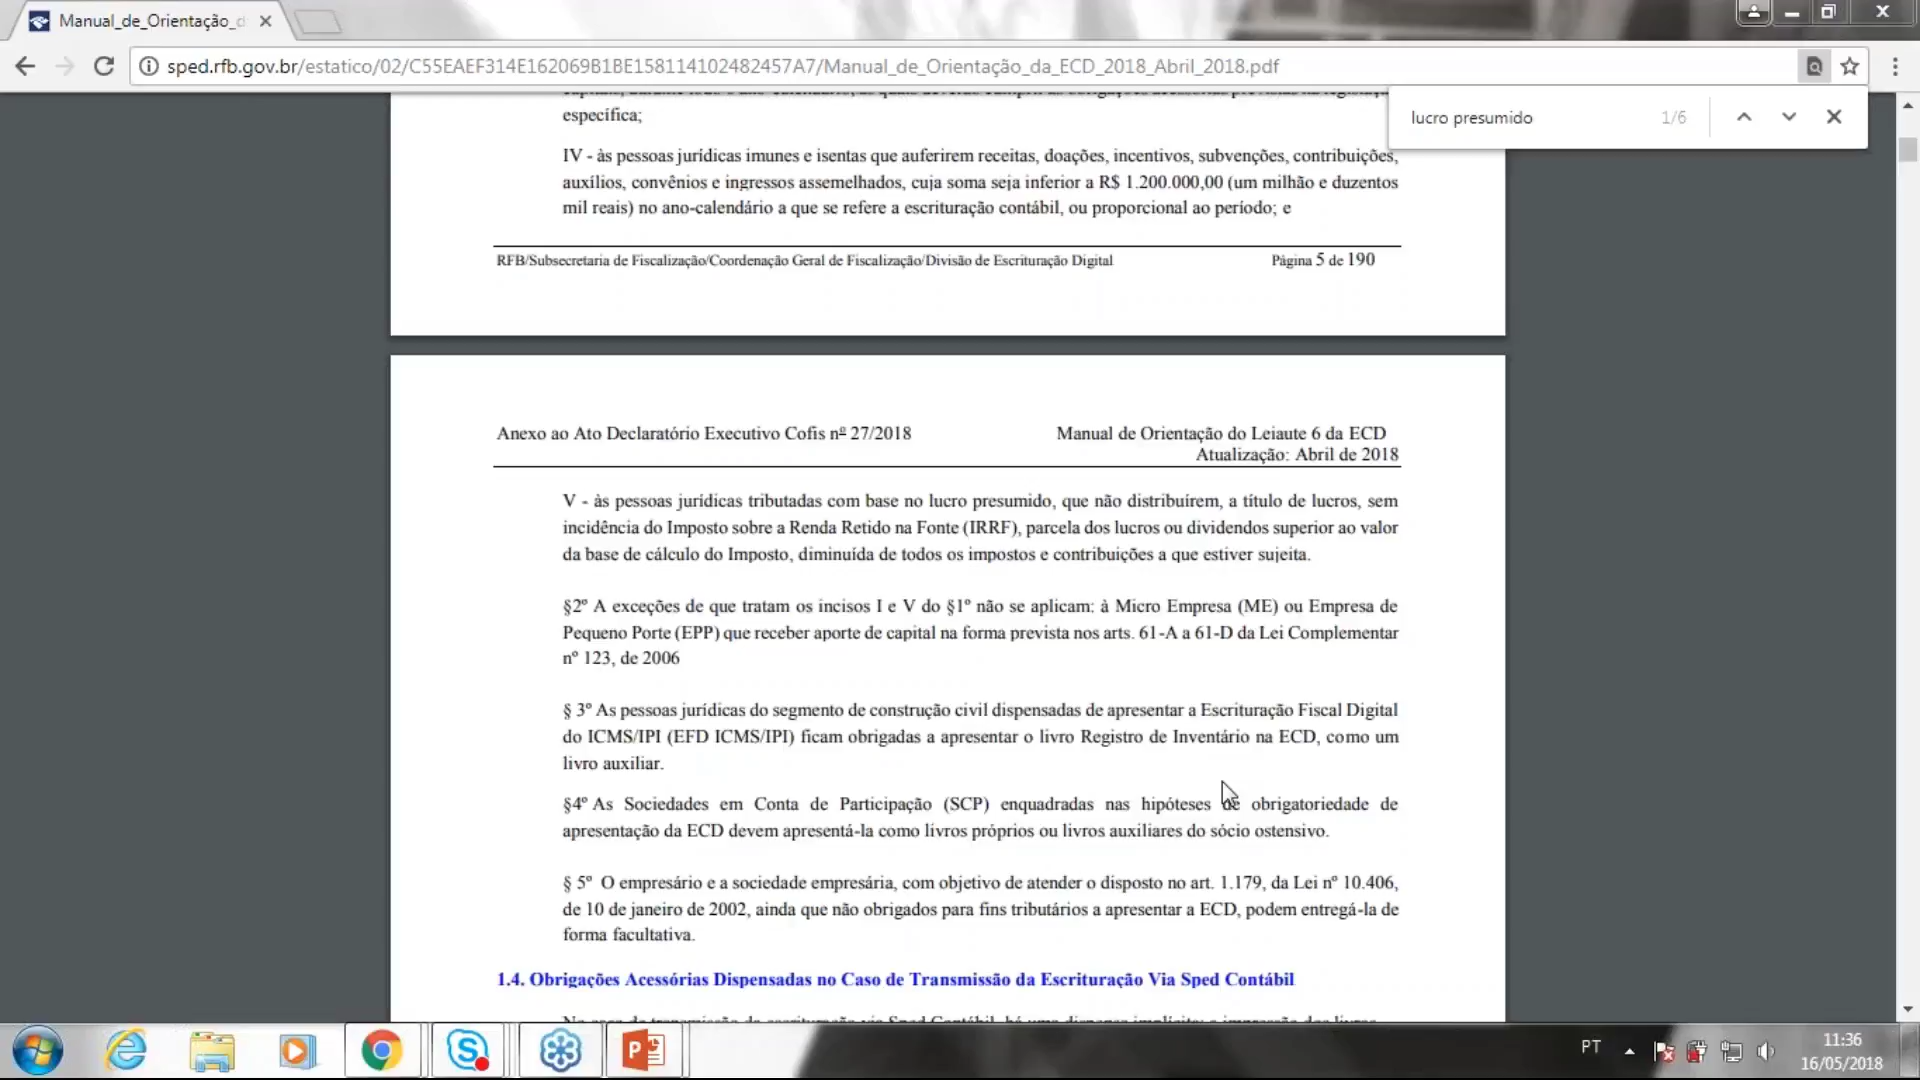 Manual_de_Orientação_d
sped.rfb.gov.br/estatico/02/C55EAEF314E162069B1BE158114102482457A7/Manual_de_Orientação_da_ECD_2018_Abril_2018.pdf
lucro presumido 1/6
específica;
IV - às pessoas jurídicas imunes e isentas que auferirem receitas, doações, incentivos, subvenções, contribuições,
auxílios, convênios e ingressos assemelhados, cuja soma seja inferior a R$ 1.200.000,00 (um milhão e duzentos
mil reais) no ano-calendário a que se refere a escrituração contábil, ou proporcional ao período; e
RFB/Subsecretaria de Fiscalização/Coordenação Geral de Fiscalização/Divisão de Escrituração Digital Página 5 de 190
Anexo ao Ato Declaratório Executivo Cofis nº 27/2018 Manual de Orientação do Leiaute 6 da ECD
Atualização: Abril de 2018
V - às pessoas jurídicas tributadas com base no lucro presumido, que não distribuírem, a título de lucros, sem
incidência do Imposto sobre a Renda Retido na Fonte (IRRF), parcela dos lucros ou dividendos superior ao valor
da base de cálculo do Imposto, diminuída de todos os impostos e contribuições a que estiver sujeita.
§2º A exceções de que tratam os incisos I e V do §1º não se aplicam: à Micro Empresa (ME) ou Empresa de
Pequeno Porte (EPP) que receber aporte de capital na forma prevista nos arts. 61-A a 61-D da Lei Complementar
nº 123, de 2006
§ 3º As pessoas jurídicas do segmento de construção civil dispensadas de apresentar a Escrituração Fiscal Digital
do ICMS/IPI (EFD ICMS/IPI) ficam obrigadas a apresentar o livro Registro de Inventário na ECD, como um
livro auxiliar.
§4º As Sociedades em Conta de Participação (SCP) enquadradas nas hipóteses de obrigatoriedade de
apresentação da ECD devem apresentá-la como livros próprios ou livros auxiliares do sócio ostensivo.
§ 5º O empresário e a sociedade empresária, com objetivo de atender o disposto no art. 1.179, da Lei nº 10.406,
de 10 de janeiro de 2002, ainda que não obrigados para fins tributários a apresentar a ECD, podem entregá-la de
forma facultativa.
1.4. Obrigações Acessórias Dispensadas no Caso de Transmissão da Escrituração Via Sped Contábil
PT
11:36
16/05/2018